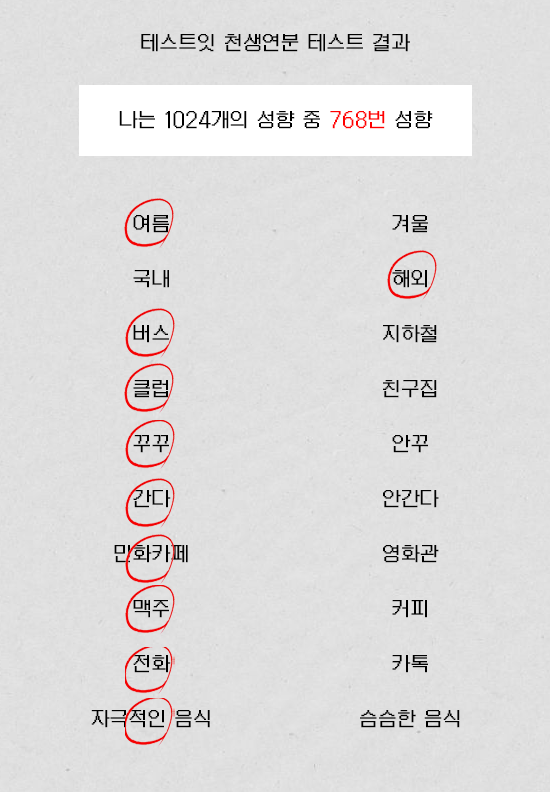 테스트잇 천생연분 테스트 결과
나는 1024개의 성향 중 768번 성향
여름 겨울
국내 해외
버스 지하철
클럽 친구집
꾸꾸 안꾸
간다 안간다
만화카페 영화관
맥주 커피
전화 카톡
자극적인 음식 슴슴한 음식